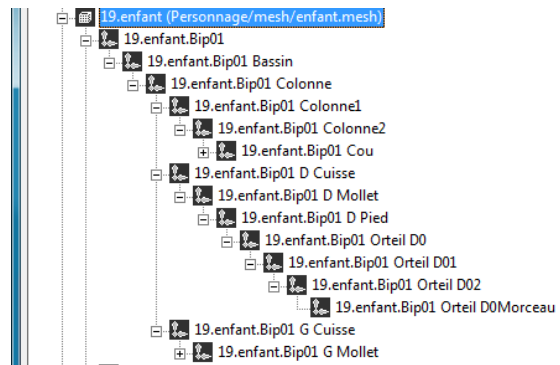 19.enfant (Personnage/mesh/enfant.mesh)
19.enfant.Bip01
19.enfant.Bip01 Bassin
19.enfant.Bip01 Colonne
19.enfant.Bip01 Colonne1
19.enfant.Bip01 Colonne2
19.enfant.Bip01 Cou
19.enfant.Bip01 D Cuisse
19.enfant.Bip01 D Mollet
19.enfant.Bip01 D Pied
19.enfant.Bip01 Orteil D0
19.enfant.Bip01 Orteil D01
19.enfant.Bip01 Orteil D02
19.enfant.Bip01 Orteil D0Morceau
19.enfant.Bip01 G Cuisse
19.enfant.Bip01 G Mollet